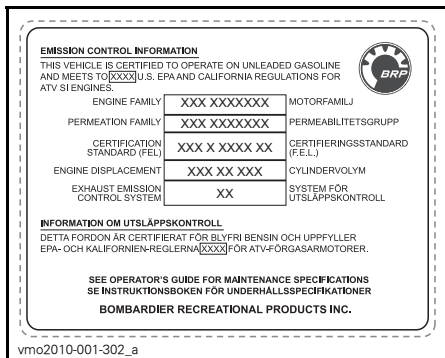 EMISSION CONTROL INFORMATION
THIS VEHICLE IS CERTIFIED TO OPERATE ON UNLEADED GASOLINE
AND MEETS TO XXXX U.S. EPA AND CALIFORNIA REGULATIONS FOR
ATV SI ENGINES.
BRP
ENGINE FAMILY XXX XXXXXXX MOTORFAMILJ
PERMEATION FAMILY XXX XXXXXXX PERMEABILITETSGRUPP
CERTIFICATION
STANDARD (FEL) XXX X XXXX XX CERTIFIERINGSSTANDARD
(F.E.L.)
ENGINE DISPLACEMENT XXX XX XXX CYLINDERVOLYM
EXHAUST EMISSION
CONTROL SYSTEM XX SYSTEM FÖR
UTSLÄPPSKONTROLL
INFORMATION OM UTSLÄPPSKONTROLL
DETTA FORDON ÄR CERTIFIERAT FÖR BLYFRI BENSIN OCH UPPFYLLER
EPA- OCH KALIFORNIEN-REGLERNA XXXX FÖR ATV-FÖRGASARMOTORER.
SEE OPERATOR'S GUIDE FOR MAINTENANCE SPECIFICATIONS
SE INSTRUKTIONSBOKEN FÖR UNDERHÅLLSSPECIFIKATIONER
BOMBARDIER RECREATIONAL PRODUCTS INC.
vmo2010-001-302_a